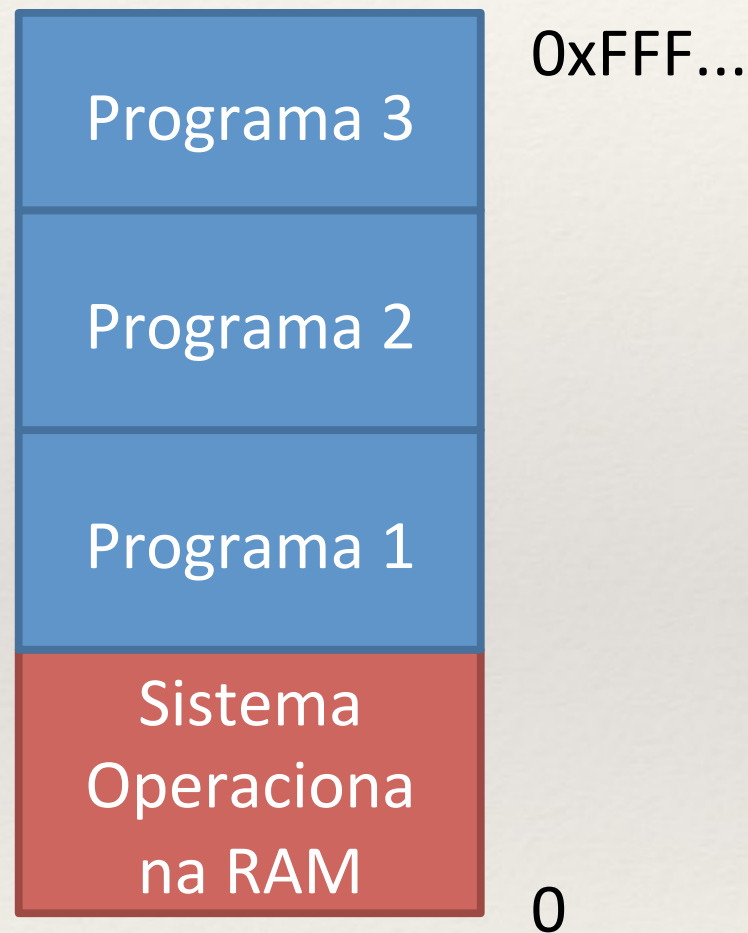 0xFFF...
Programa 3
Programa 2
Programa 1
Sistema
Operaciona
na RAM
0